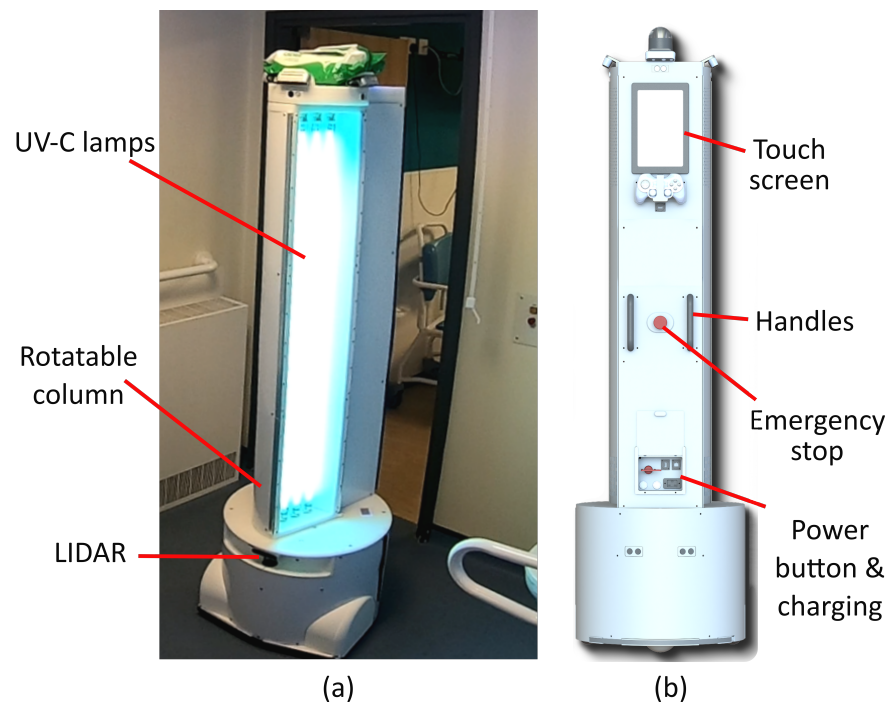 UV-C lamps
Rotatable
column
LIDAR
(a)
Touch
screen
Handles
Emergency
stop
Power
button &
charging
(b)